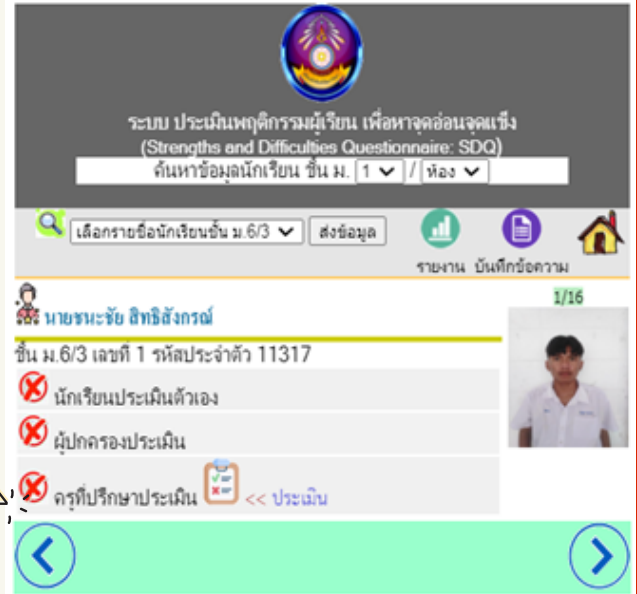 ระบบ ประเมินพฤติกรรมผู้เรียน เพื่อหาจุดอ่อนจุดแข็ง
(Strengths and Difficulties Questionnaire: SDQ)
ค้นหาข้อมูลนักเรียน ชั้น ม. 1 / ห้อง
เลือกรายชื่อนักเรียนชั้น ม.6/3 ส่งข้อมูล
รายงาน บันทึกข้อความ
1/16
นายชนะชัย สิทธิสังกรณ์
ชั้น ม.6/3 เลขที่ 1 รหัสประจำตัว 11317
นักเรียนประเมินตัวเอง
ผู้ปกครองประเมิน
ครูที่ปรึกษาประเมิน << ประเมิน